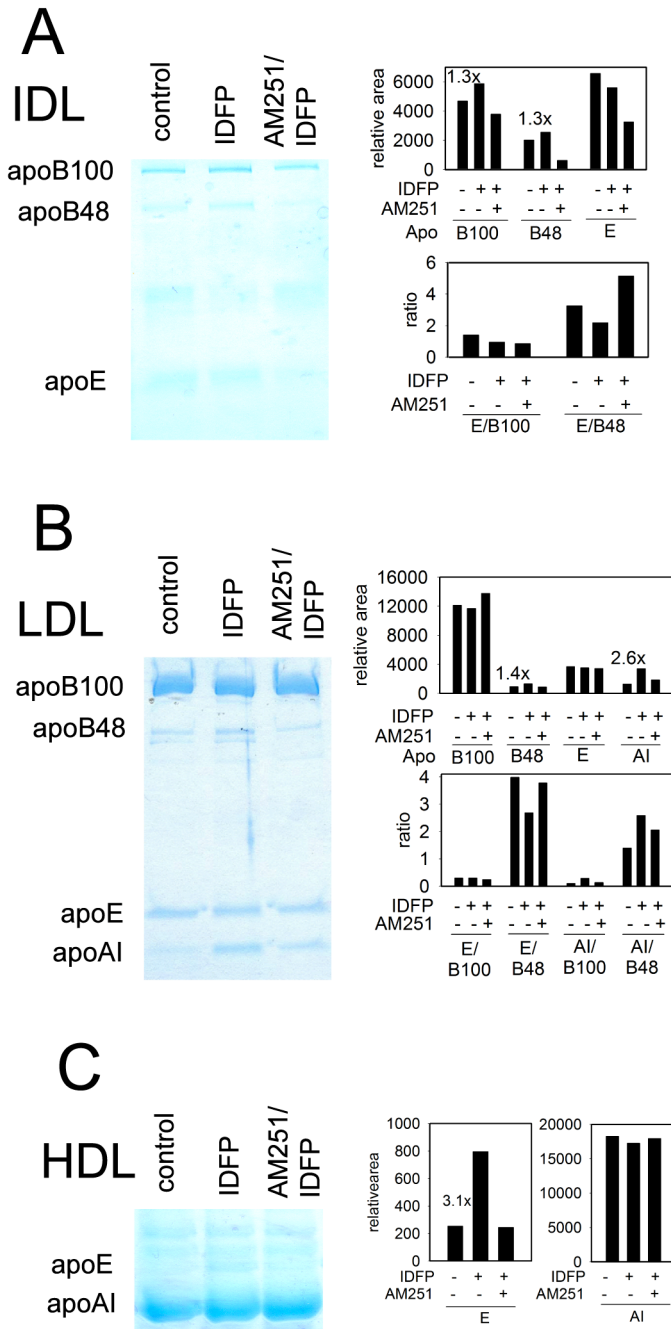 A
IDL
control
IDFP
AM251/
IDFP
apoB100
apoB48
apoE
relative area
6000
4000
2000
0
1.3x
1.3x
IDFP - + + - + + - + +
AM251 - - + - - + - - +
Apo B100 B48 E
ratio
6
4
2
0
IDFP - + + - + +
AM251 - - + - - +
E/B100 E/B48
B
LDL
control
IDFP
AM251/
IDFP
apoB100
apoB48
apoE
apoAI
relative area
16000
12000
8000
4000
0
1.4x
2.6x
IDFP - + + - + + - + + - + +
AM251 - - + - - + - - + - - +
Apo B100 B48 E AI
ratio
4
3
2
1
0
IDFP - + + - + + - + + - + +
AM251 - - + - - + - - + - - +
E/ E/ AI/ AI/
B100 B48 B100 B48
C
HDL
control
IDFP
AM251/
IDFP
apoE
apoAI
relativearea
1000
800
600
400
200
0
3.1x
IDFP - + +
AM251 - - +
E
20000
15000
10000
5000
0
IDFP - + +
AM251 - - +
AI